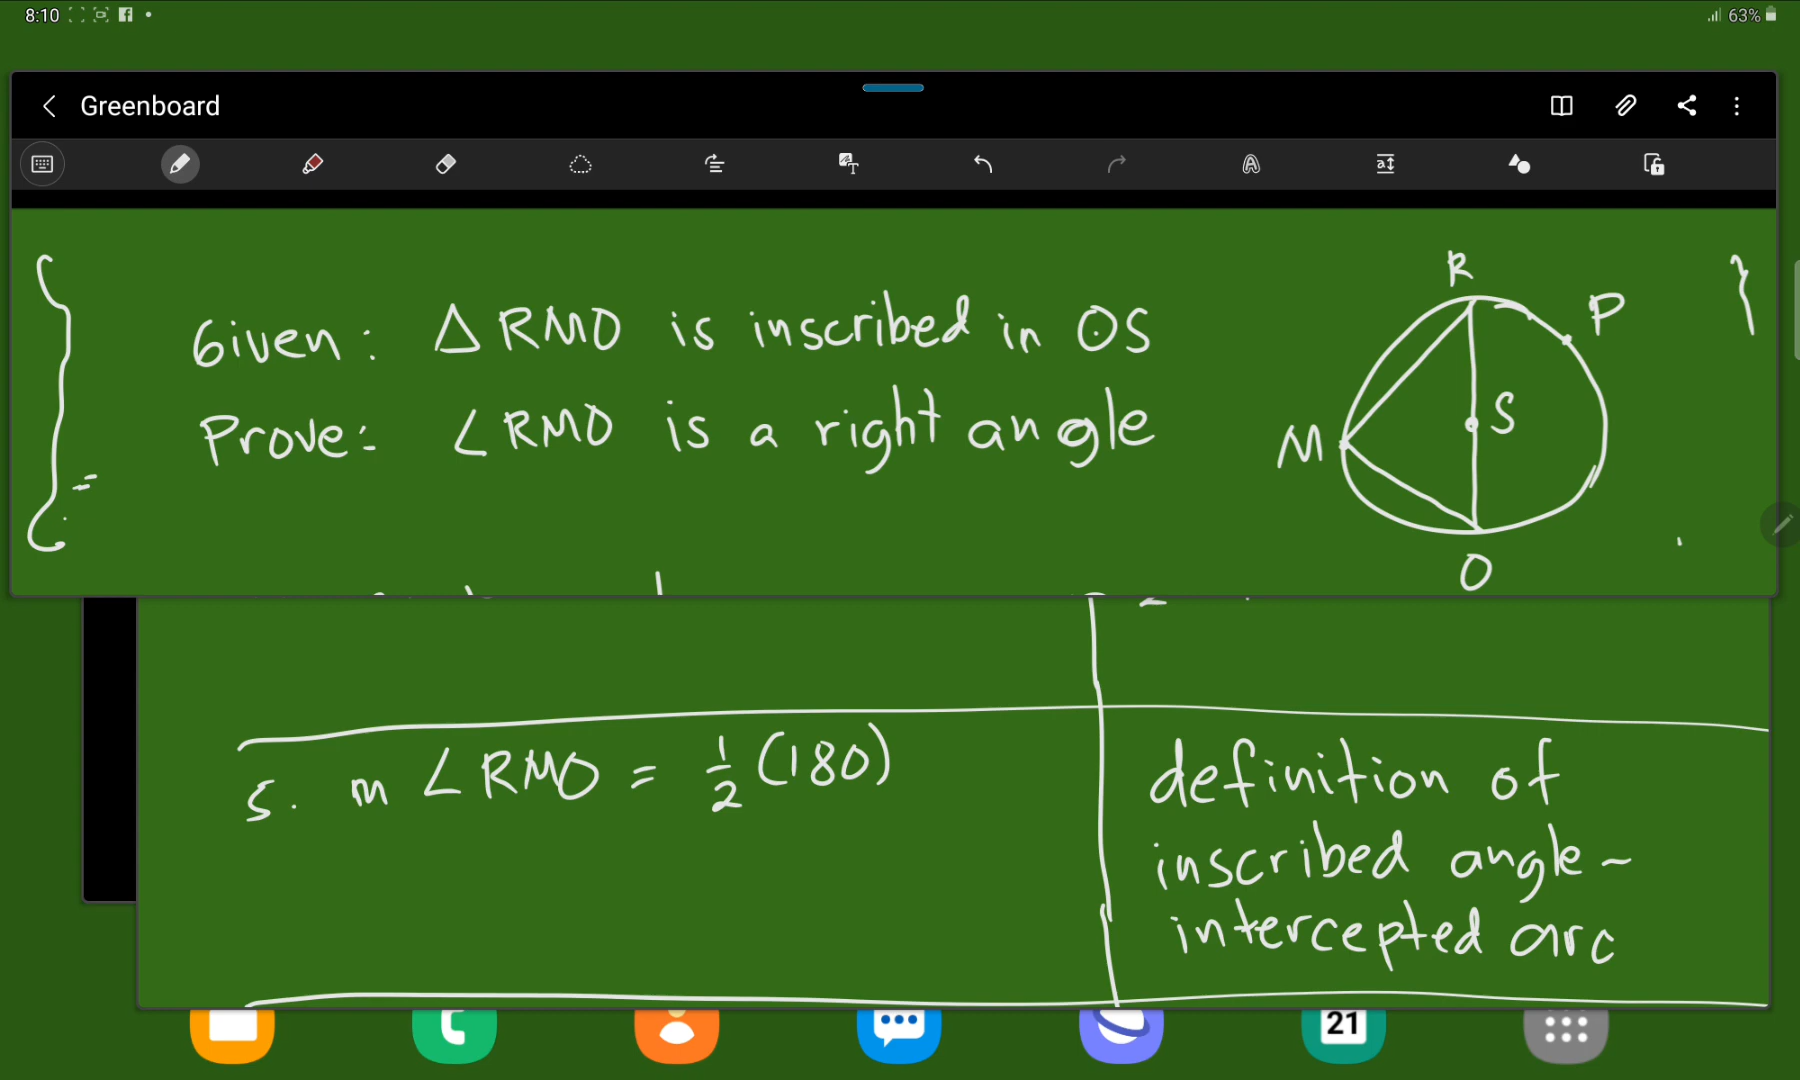 8:10
63%
Greenboard
Given: △RMO is inscribed in ⊙S
Prove: ∠RMO is a right angle
R
P
S
M
O
5. m ∠RMO = 1/2 (180)
definition of
inscribed angle -
intercepted arc
21